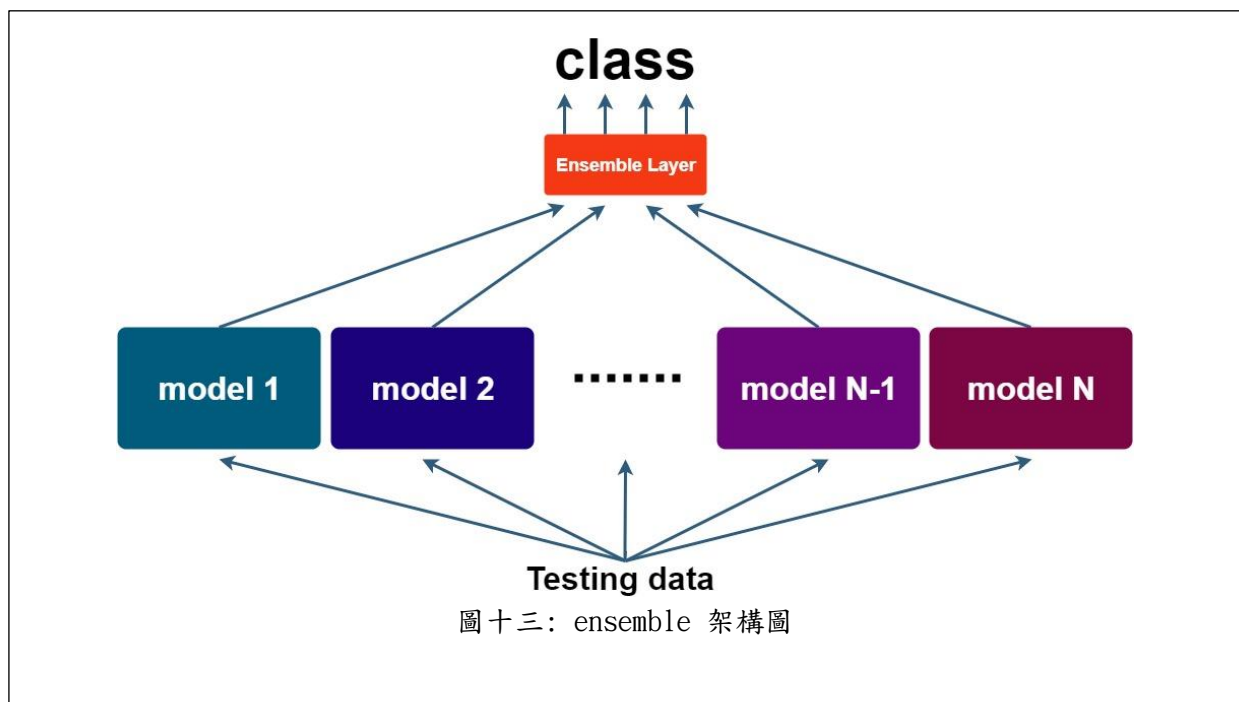 class
Ensemble Layer
model 1 model 2 ....... model N-1 model N
Testing data
圖十三: ensemble 架構圖